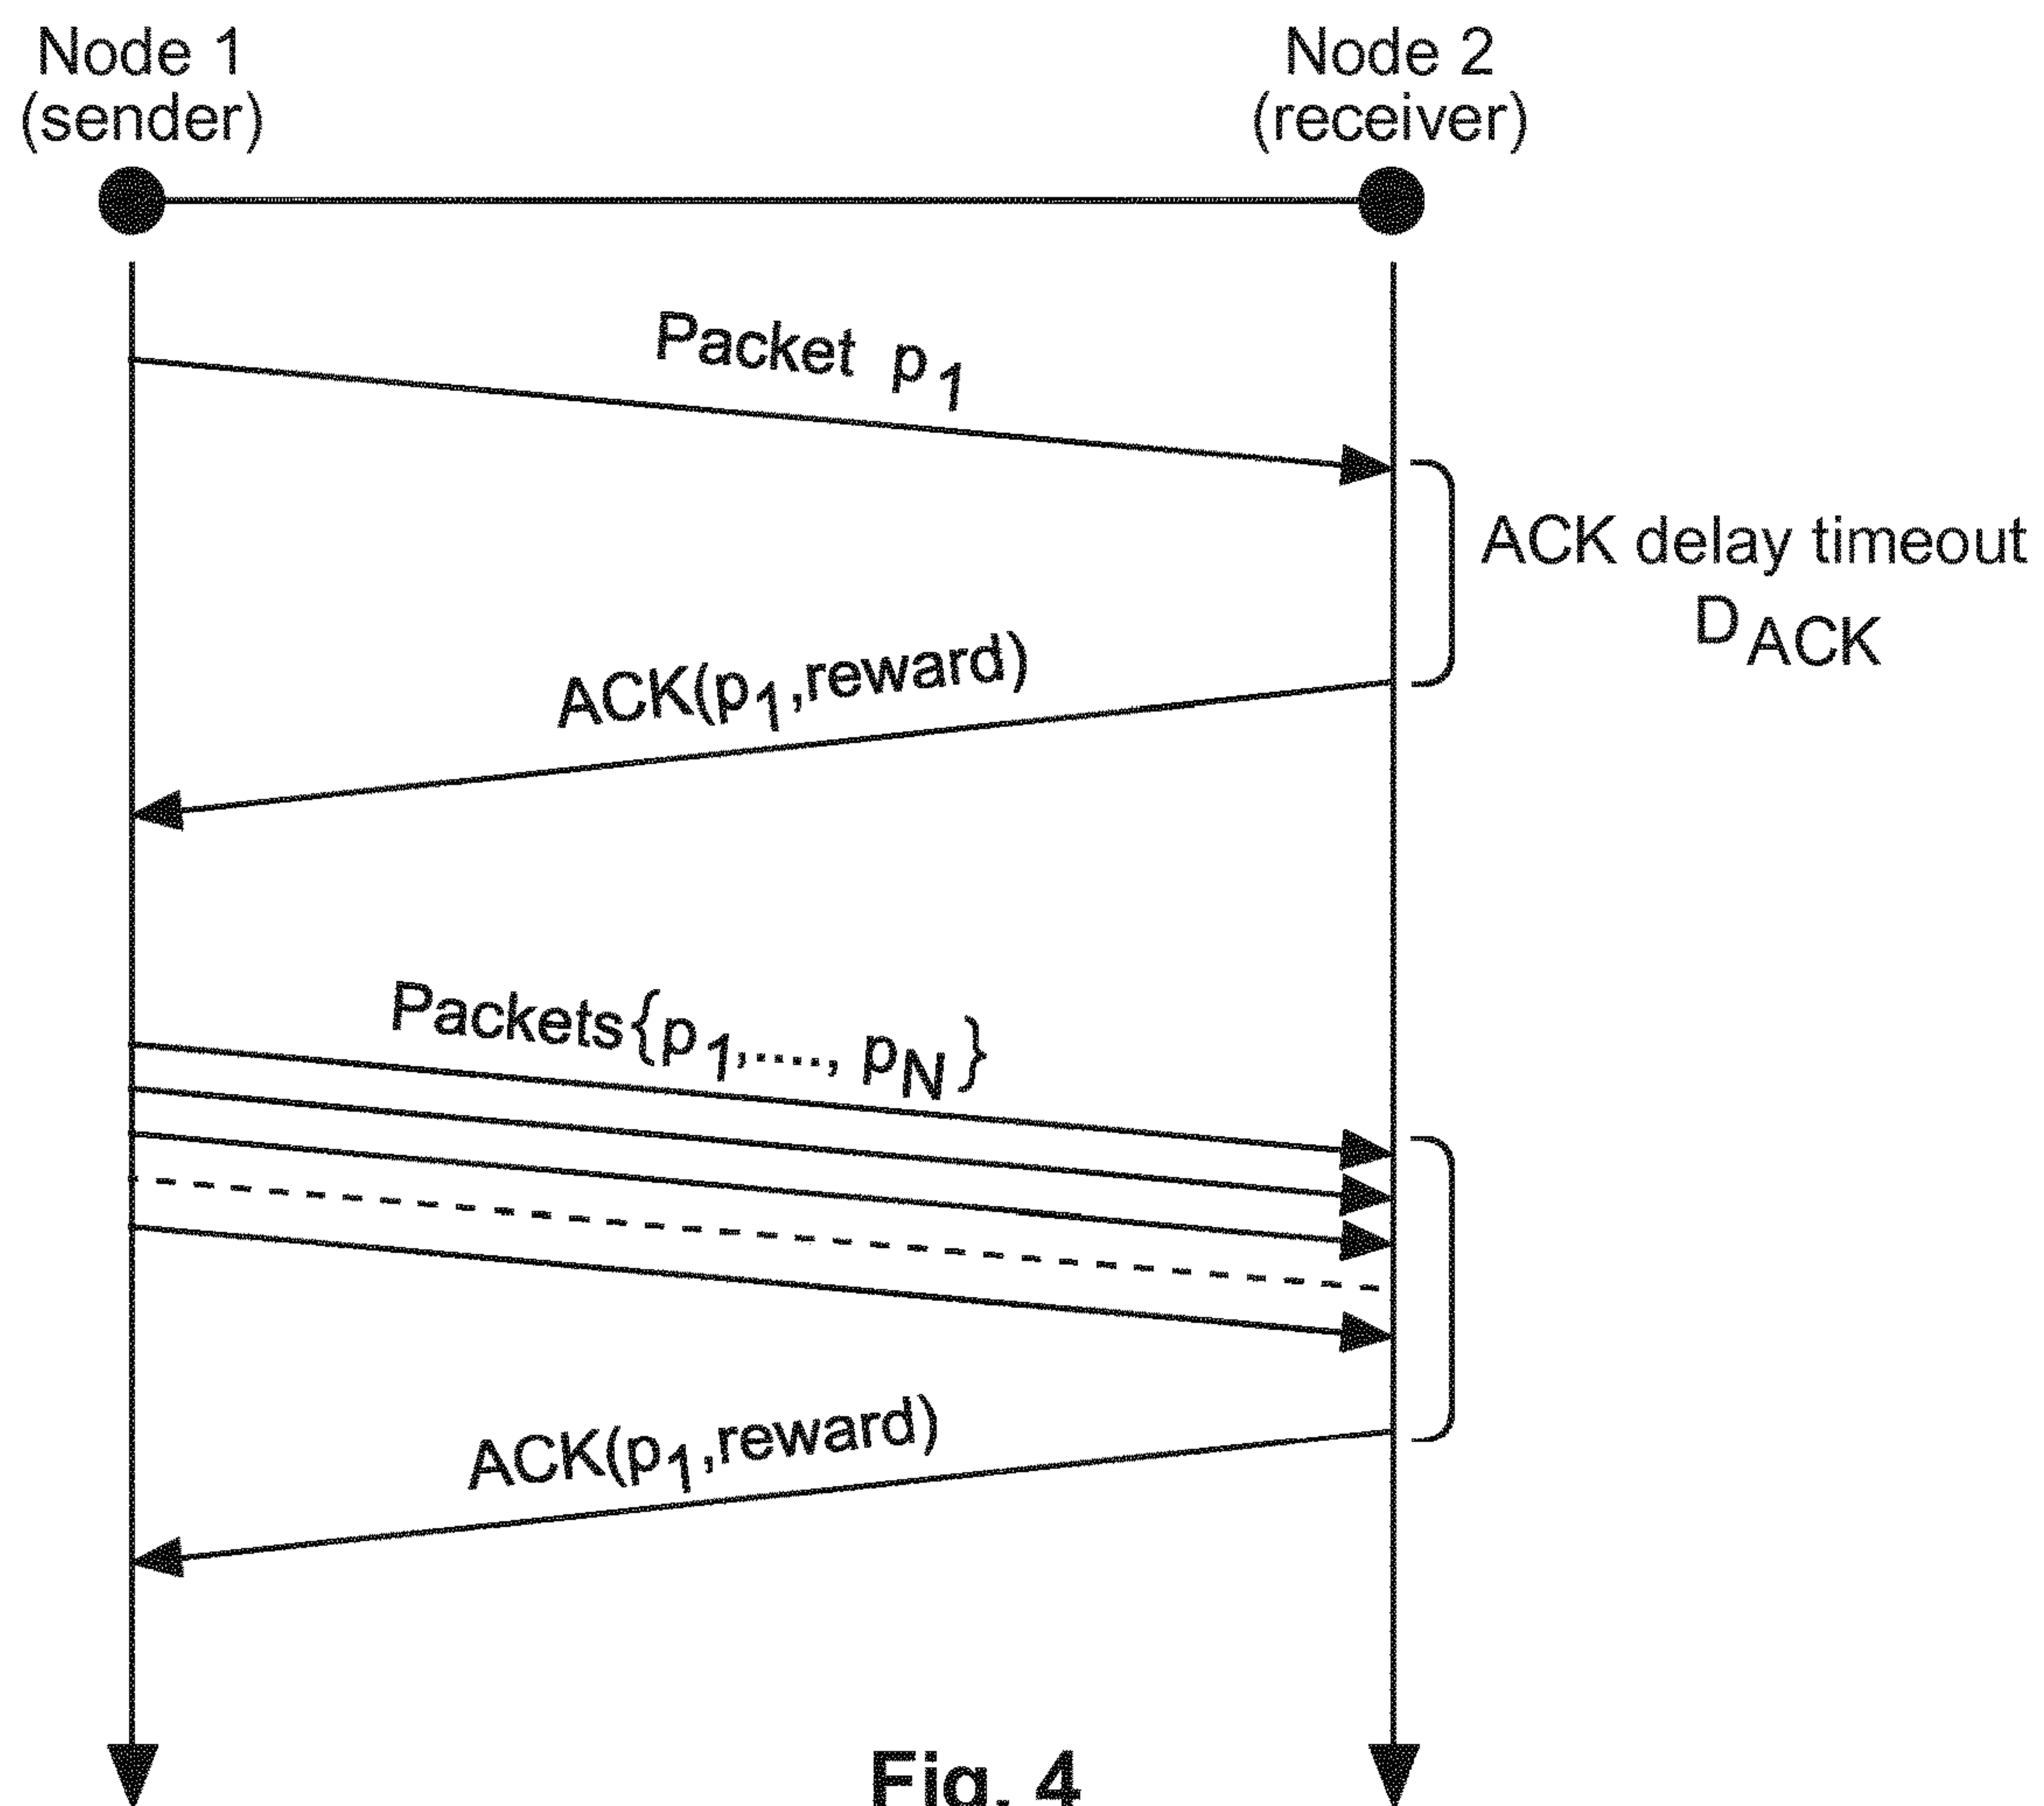 Node 1
(sender)
Node 2
(receiver)
Packet p1
ACK delay timeout
DACK
ACK(p1,reward)
Packets{p1,...., pN}
ACK(p1,reward)
Fig. 4